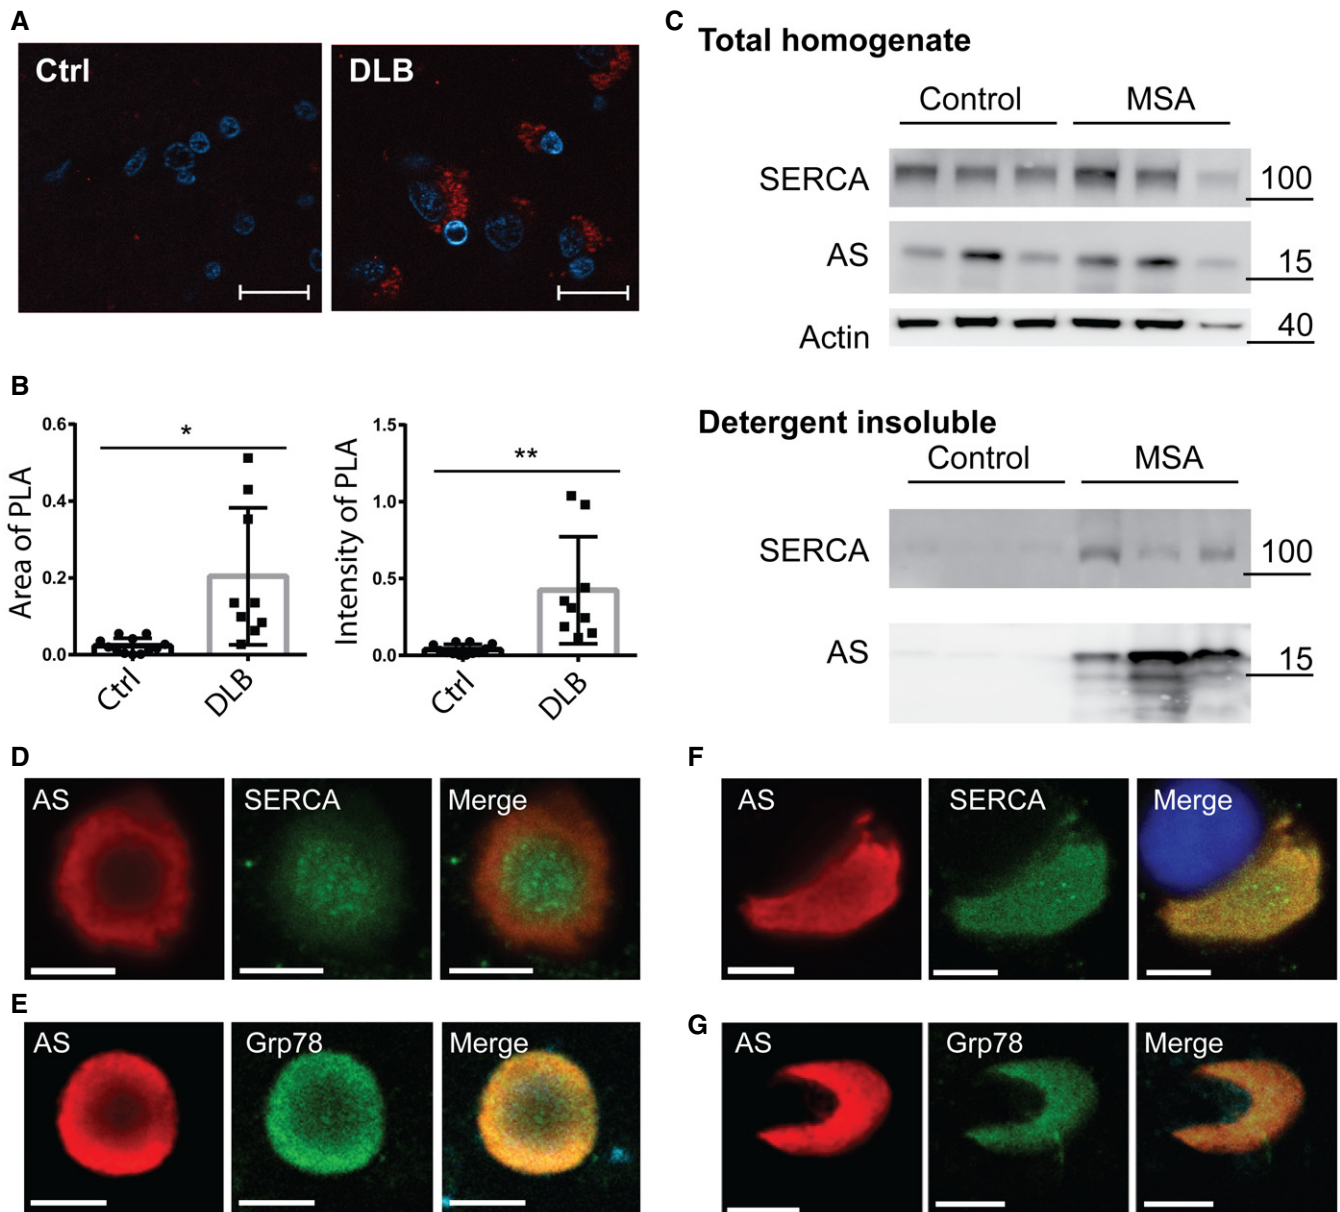 A
Ctrl
DLB
B
0.6
0.4
0.2
0.0
Area of PLA
*
Ctrl
DLB
1.5
1.0
0.5
0.0
Intensity of PLA
**
Ctrl
DLB
C
Total homogenate
Control MSA
SERCA 100
AS 15
Actin 40
Detergent insoluble
Control MSA
SERCA 100
AS 15
D
AS SERCA Merge
E
AS Grp78 Merge
F
AS SERCA Merge
G
AS Grp78 Merge